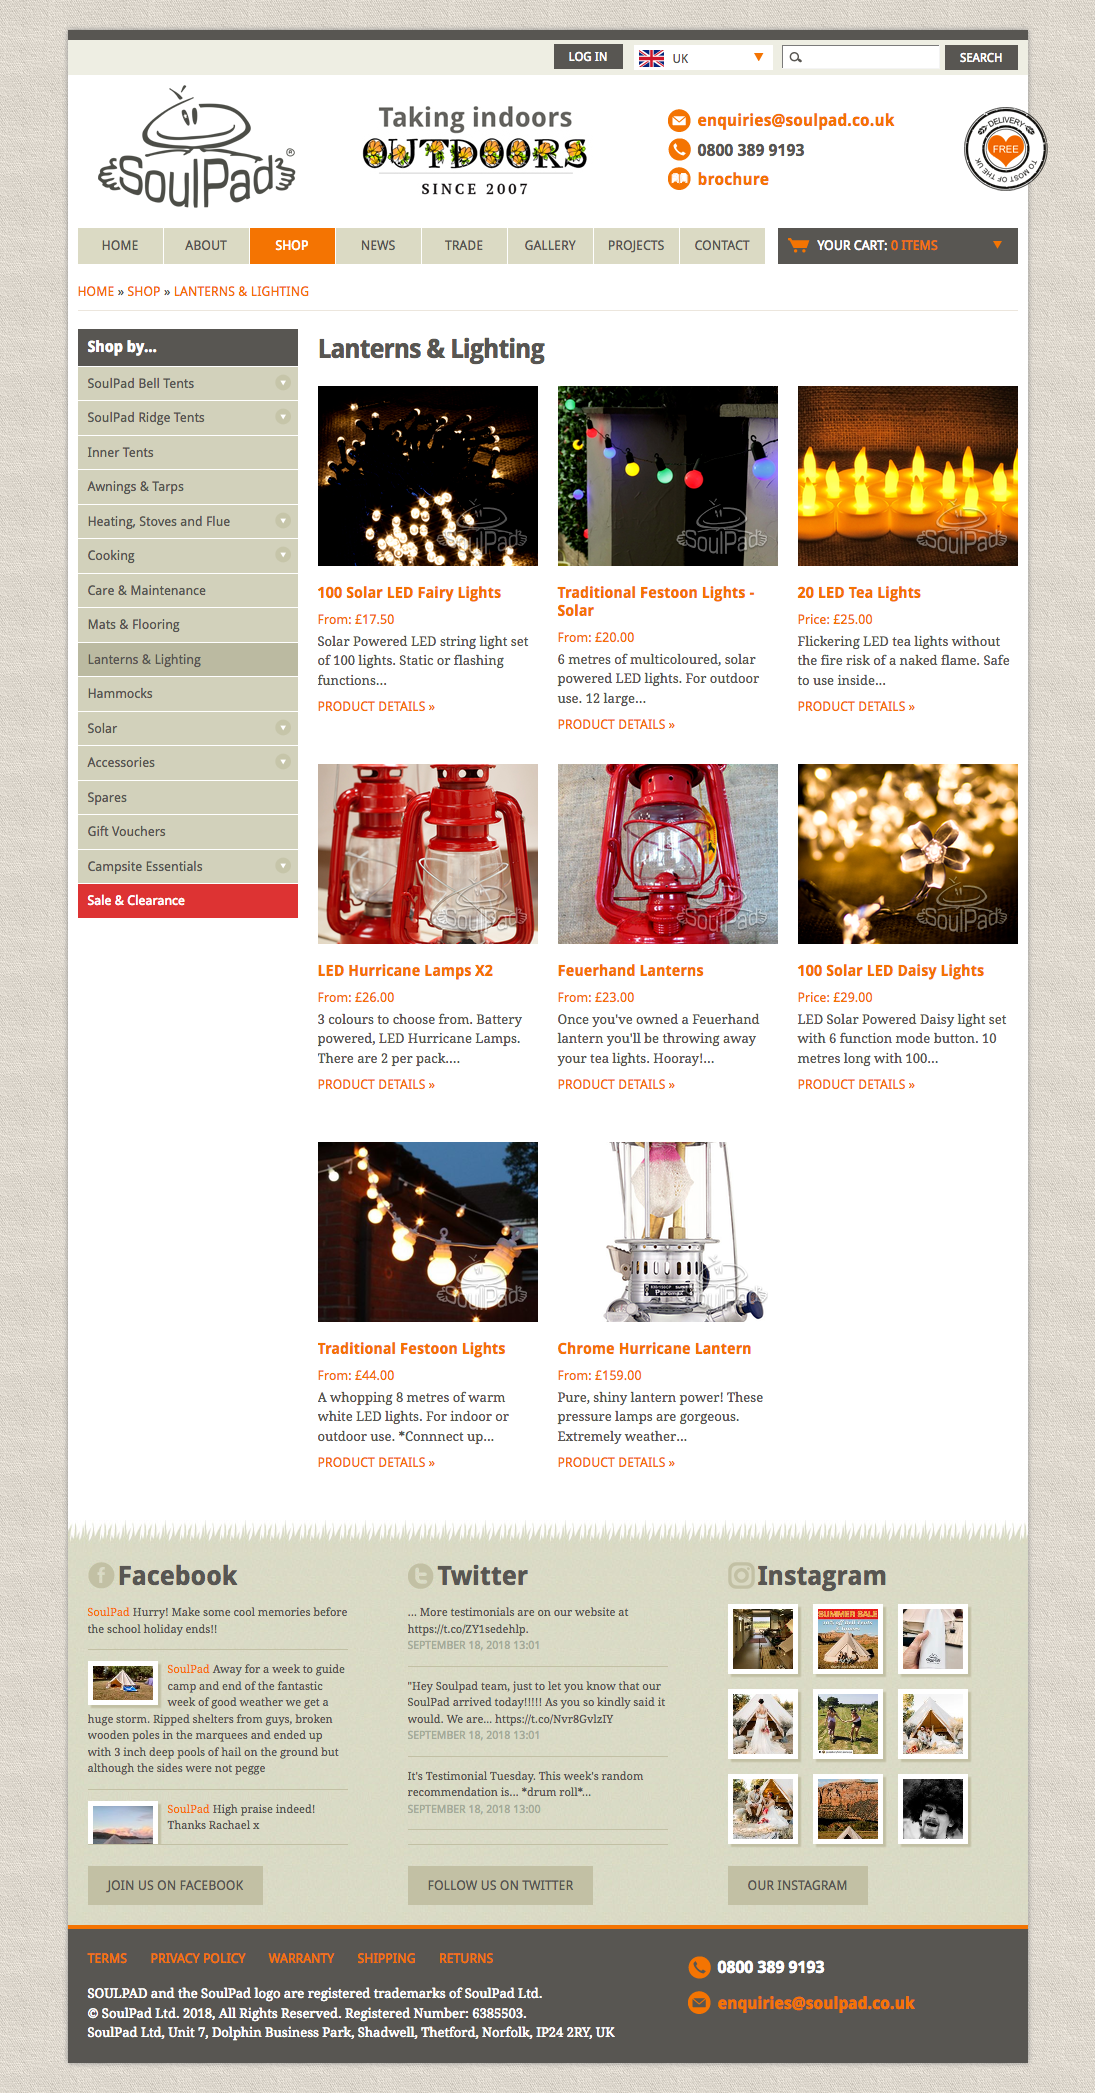 LOG IN
UK
SEARCH
SoulPad®
Taking indoors
OUTDOORS
SINCE 2007
enquiries@soulpad.co.uk
0800 389 9193
brochure
DELIVERY
FREE
TO MOST OF THE UK
HOME
ABOUT
SHOP
NEWS
TRADE
GALLERY
PROJECTS
CONTACT
YOUR CART: 0 ITEMS
HOME » SHOP » LANTERNS & LIGHTING
Shop by...
SoulPad Bell Tents
SoulPad Ridge Tents
Inner Tents
Awnings & Tarps
Heating, Stoves and Flue
Cooking
Care & Maintenance
Mats & Flooring
Lanterns & Lighting
Hammocks
Solar
Accessories
Spares
Gift Vouchers
Campsite Essentials
Sale & Clearance
Lanterns & Lighting
SoulPad
SoulPad
SoulPad
100 Solar LED Fairy Lights
From: £17.50
Solar Powered LED string light set
of 100 lights. Static or flashing
functions...
PRODUCT DETAILS »
Traditional Festoon Lights -
Solar
From: £20.00
6 metres of multicoloured, solar
powered LED lights. For outdoor
use. 12 large...
PRODUCT DETAILS »
20 LED Tea Lights
Price: £25.00
Flickering LED tea lights without
the fire risk of a naked flame. Safe
to use inside...
PRODUCT DETAILS »
SoulPad
SoulPad
SoulPad
LED Hurricane Lamps X2
From: £26.00
3 colours to choose from. Battery
powered, LED Hurricane Lamps.
There are 2 per pack....
PRODUCT DETAILS »
Feuerhand Lanterns
From: £23.00
Once you've owned a Feuerhand
lantern you'll be throwing away
your tea lights. Hooray!...
PRODUCT DETAILS »
100 Solar LED Daisy Lights
Price: £29.00
LED Solar Powered Daisy light set
with 6 function mode button. 10
metres long with 100...
PRODUCT DETAILS »
SoulPad
Petromax
SoulPad
Traditional Festoon Lights
From: £44.00
A whopping 8 metres of warm
white LED lights. For indoor or
outdoor use. *Connnect up...
PRODUCT DETAILS »
Chrome Hurricane Lantern
From: £159.00
Pure, shiny lantern power! These
pressure lamps are gorgeous.
Extremely weather...
PRODUCT DETAILS »
Facebook
SoulPad Hurry! Make some cool memories before
the school holiday ends!!
SoulPad Away for a week to guide
camp and end of the fantastic
week of good weather we get a
huge storm. Ripped shelters from guys, broken
wooden poles in the marquees and ended up
with 3 inch deep pools of hail on the ground but
although the sides were not pegge
SoulPad High praise indeed!
Thanks Rachael x
JOIN US ON FACEBOOK
Twitter
... More testimonials are on our website at
https://t.co/ZY1sedehlp.
SEPTEMBER 18, 2018 13:01
"Hey Soulpad team, just to let you know that our
SoulPad arrived today!!!!! As you so kindly said it
would. We are... https://t.co/Nvr8GvlzIY
SEPTEMBER 18, 2018 13:01
It's Testimonial Tuesday. This week's random
recommendation is... *drum roll*...
SEPTEMBER 18, 2018 13:00
FOLLOW US ON TWITTER
Instagram
SUMMER SALE
OUR INSTAGRAM
TERMS
PRIVACY POLICY
WARRANTY
SHIPPING
RETURNS
SOULPAD and the SoulPad logo are registered trademarks of SoulPad Ltd.
© SoulPad Ltd. 2018, All Rights Reserved. Registered Number: 6385503.
SoulPad Ltd, Unit 7, Dolphin Business Park, Shadwell, Thetford, Norfolk, IP24 2RY, UK
0800 389 9193
enquiries@soulpad.co.uk